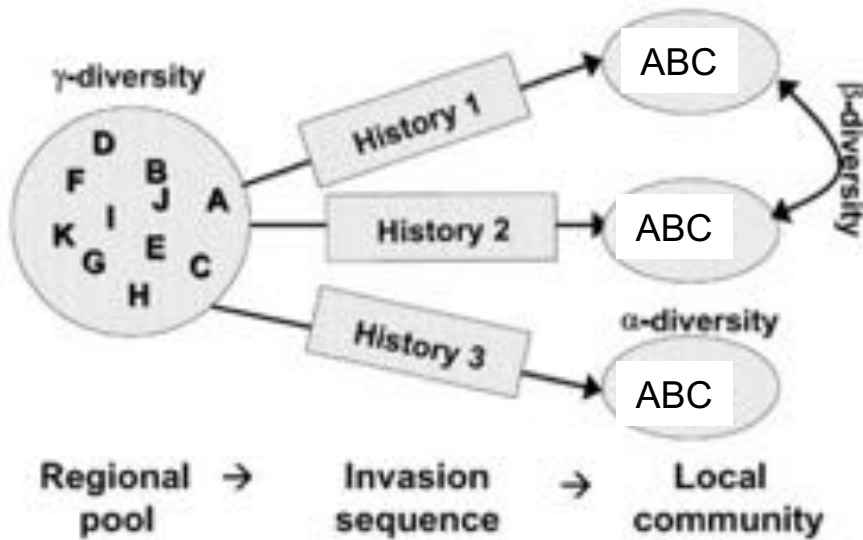 γ-diversity
D
F
B
J
A
I
K
E
G
C
H
History 1
History 2
History 3
ABC
ABC
α-diversity
ABC
β-diversity
Regional pool → Invasion sequence → Local community